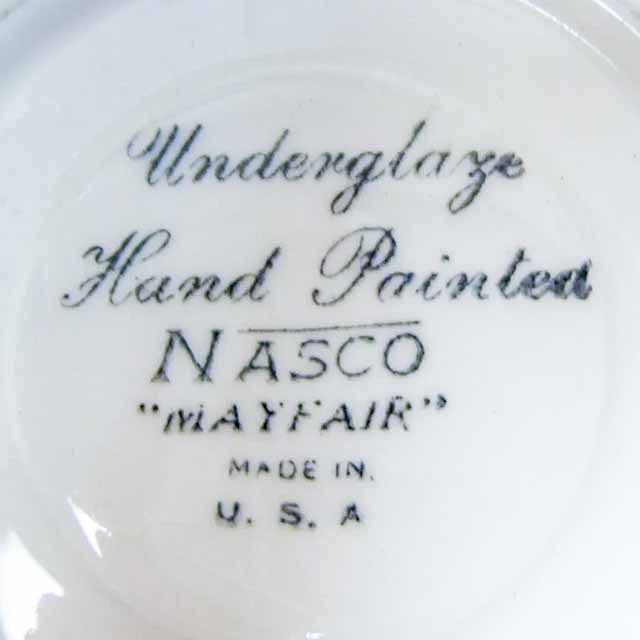 Underglaze
Hand Painted
NASCO
"MAYFAIR"
MADE IN.
U. S. A